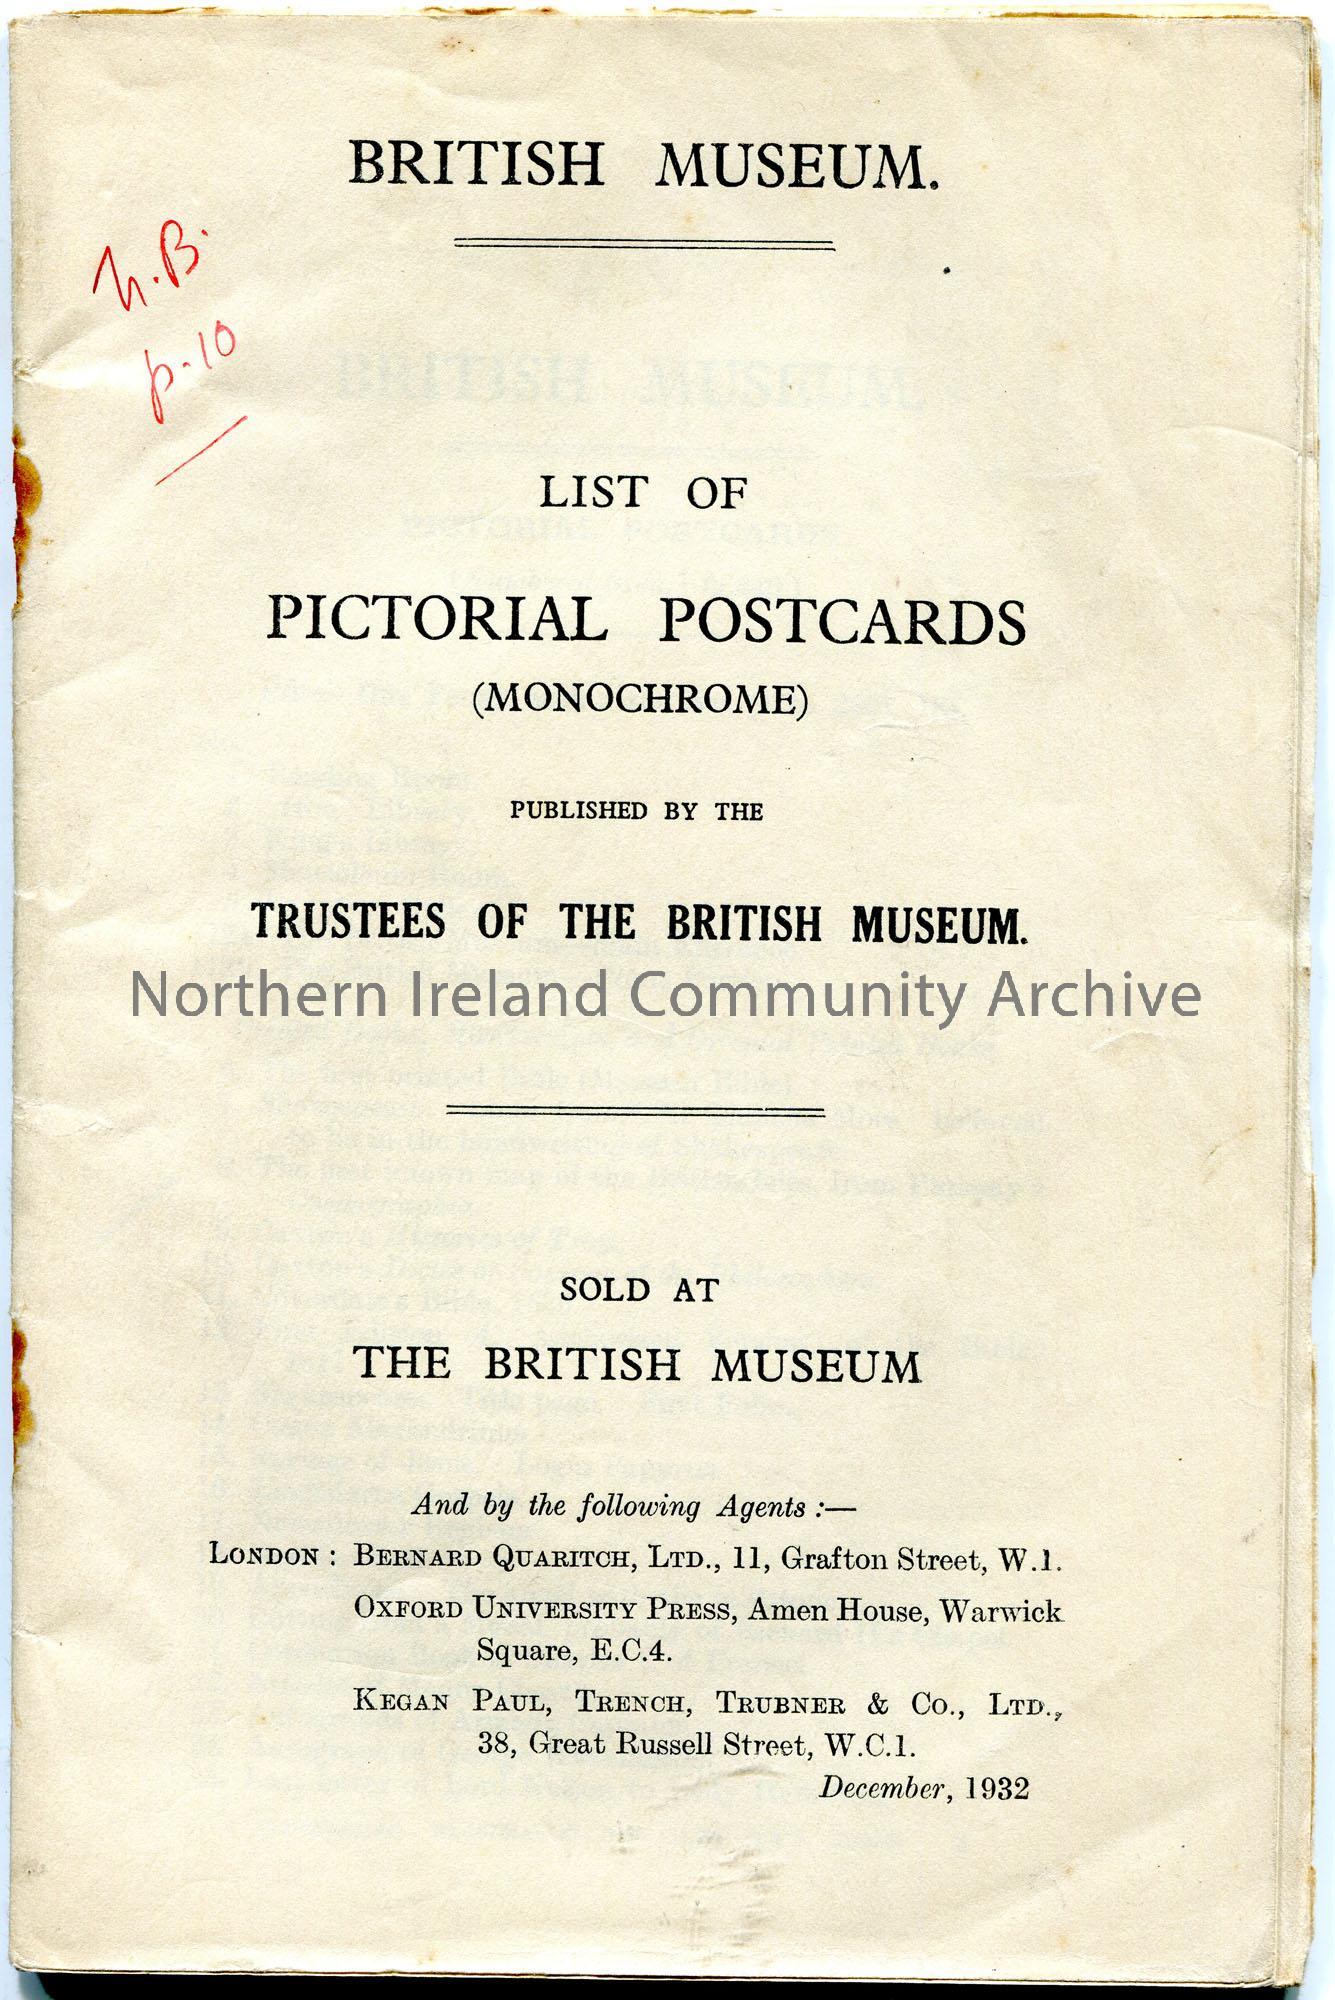 BRITISH MUSEUM.
N.B.
p. 10
LIST OF
PICTORIAL POSTCARDS
(MONOCHROME)
PUBLISHED BY THE
TRUSTEES OF THE BRITISH MUSEUM.
Northern Ireland Community Archive
SOLD AT
THE BRITISH MUSEUM
And by the following Agents :—
LONDON : BERNARD QUARITCH, LTD., 11, Grafton Street, W.1.
OXFORD UNIVERSITY PRESS, Amen House, Warwick
Square, E.C.4.
KEGAN PAUL, TRENCH, TRUBNER & CO., LTD.,
38, Great Russell Street, W.C.1.
December, 1932